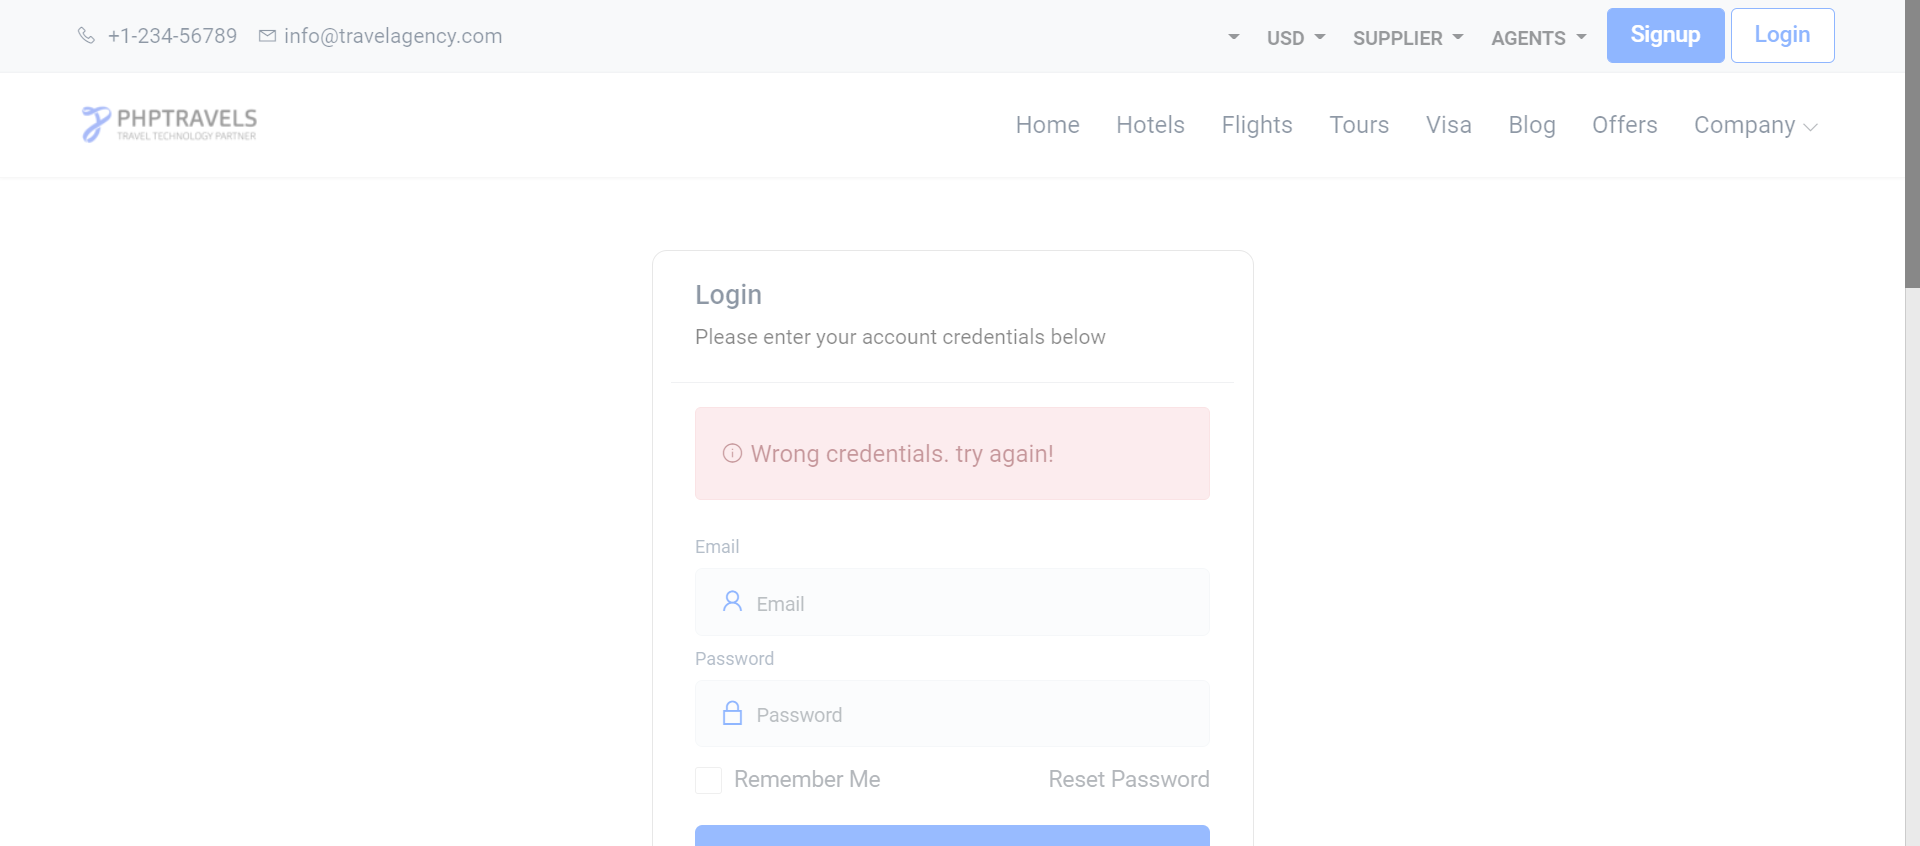 +1-234-56789 info@travelagency.com USD SUPPLIER AGENTS Signup Login
PHPTRAVELS
TRAVEL TECHNOLOGY PARTNER
Home Hotels Flights Tours Visa Blog Offers Company
Login
Please enter your account credentials below
Wrong credentials. try again!
Email
Email
Password
Password
Remember Me Reset Password